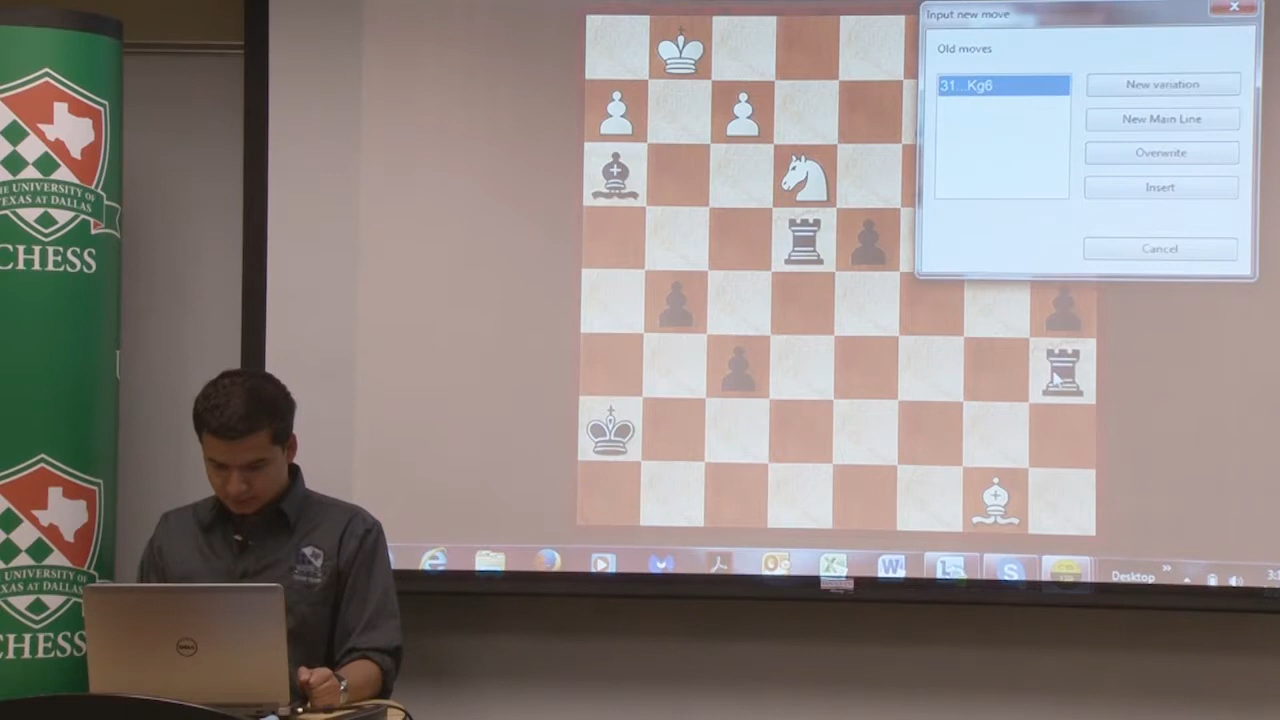 THE UNIVERSITY OF
TEXAS AT DALLAS
CHESS
THE UNIVERSITY OF
TEXAS AT DALLAS
CHESS
DELL
Input new move
Old moves
31...Kg6
New variation
New Main Line
Overwrite
Insert
Cancel
Desktop